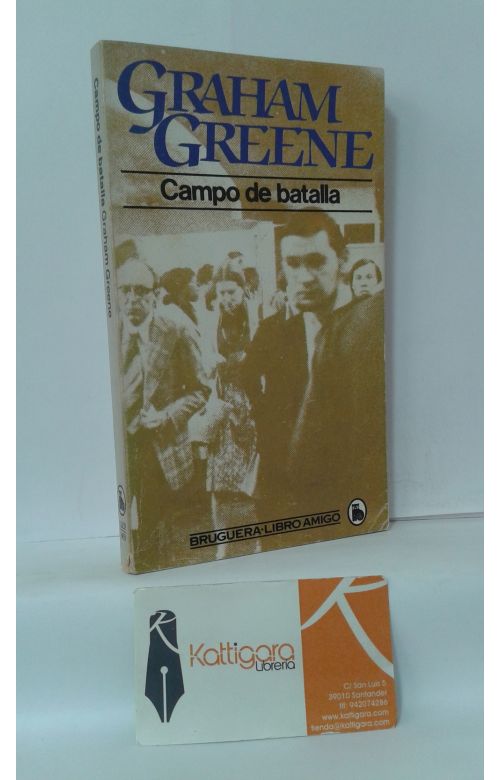 GRAHAM
GREENE
Campo de batalla
Campo de batalla Graham Greene
BRUGUERA·LIBRO AMIGO
Kattigara
Librería
C/ San Luis 5
39010 Santander
tlf: 942074286
www.kattigara.com
tienda@kattigara.com